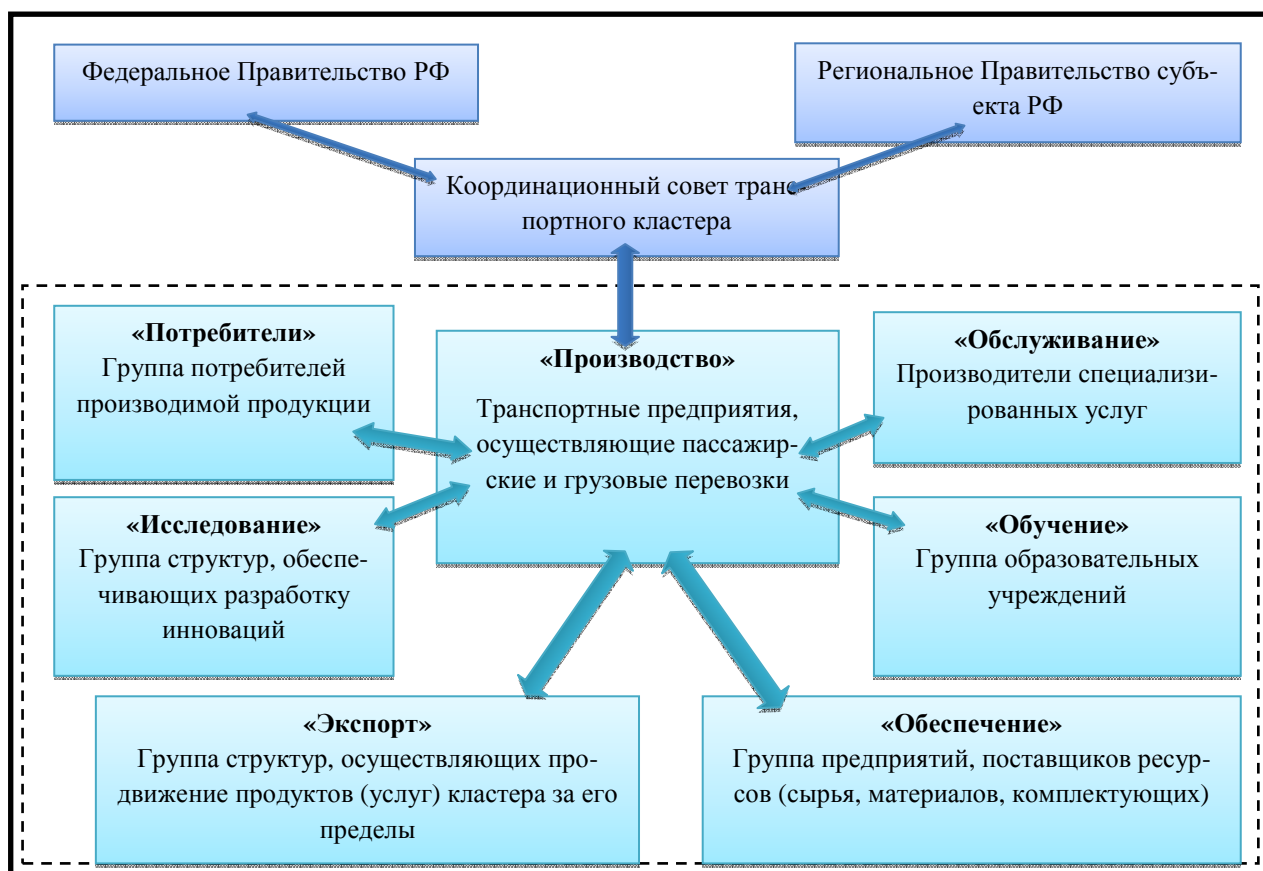 Федеральное Правительство РФ
Региональное Правительство субъ-
екта РФ
Координационный совет транс-
портного кластера
«Потребители»
Группа потребителей
производимой продукции
«Производство»
Транспортные предприятия,
осуществляющие пассажир-
ские и грузовые перевозки
«Обслуживание»
Производители специализи-
рованных услуг
«Исследование»
Группа структур, обеспе-
чивающих разработку
инноваций
«Обучение»
Группа образовательных
учреждений
«Экспорт»
Группа структур, осуществляющих про-
движение продуктов (услуг) кластера за его
пределы
«Обеспечение»
Группа предприятий, поставщиков ресур-
сов (сырья, материалов, комплектующих)